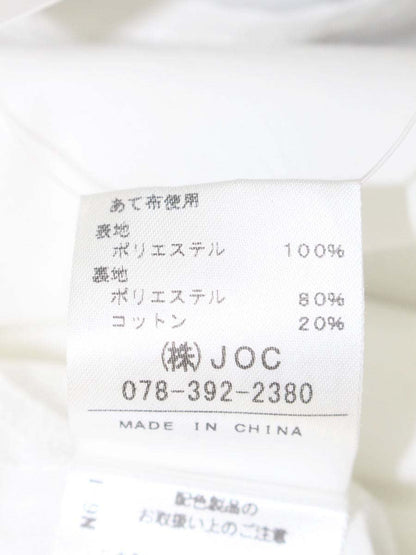 あて布使用
表地
ポリエステル 100%
裏地
ポリエステル 80%
コットン 20%
(株)JOC
078-392-2380
MADE IN CHINA
配色製品の
お取扱い上のご注意